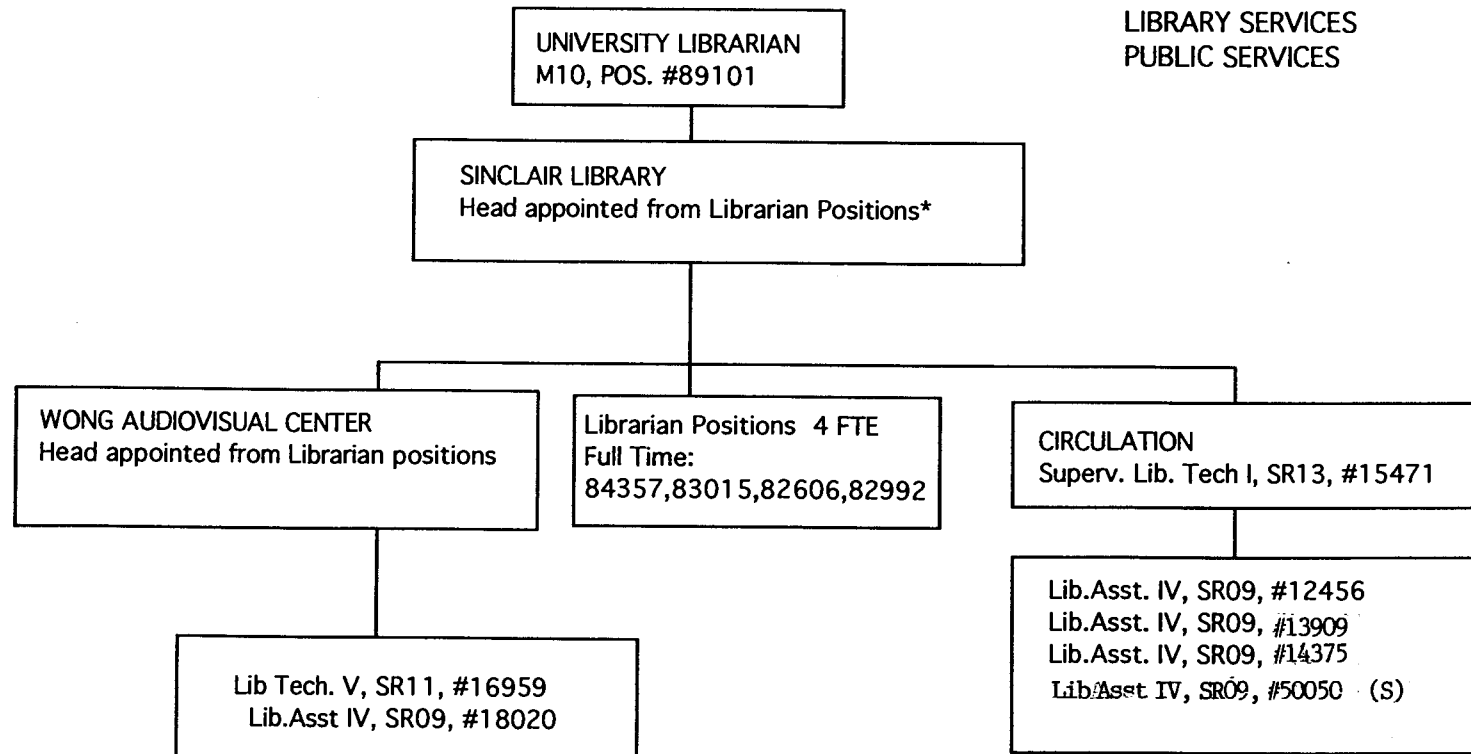 LIBRARY SERVICES
PUBLIC SERVICES
UNIVERSITY LIBRARIAN
M10, POS. #89101
SINCLAIR LIBRARY
Head appointed from Librarian Positions*
WONG AUDIOVISUAL CENTER
Head appointed from Librarian positions
Librarian Positions 4 FTE
Full Time:
84357,83015,82606,82992
CIRCULATION
Superv. Lib. Tech I, SR13, #15471
Lib Tech. V, SR11, #16959
Lib.Asst IV, SR09, #18020
Lib.Asst. IV, SR09, #12456
Lib.Asst. IV, SR09, #13909
Lib.Asst. IV, SR09, #14375
Lib.Asst IV, SR09, #50050 (S)